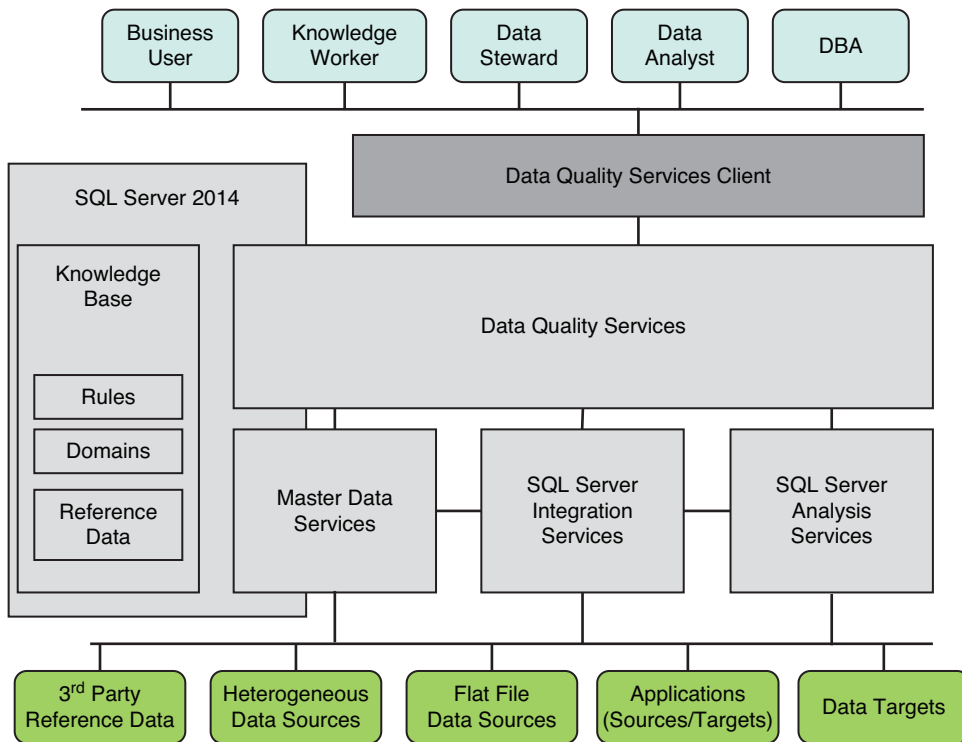 Business
User
Knowledge
Worker
Data
Steward
Data
Analyst
DBA
Data Quality Services Client
SQL Server 2014
Knowledge
Base
Data Quality Services
Rules
Domains
Reference
Data
Master Data
Services
SQL Server
Integration
Services
SQL Server
Analysis
Services
3rd Party
Reference Data
Heterogeneous
Data Sources
Flat File
Data Sources
Applications
(Sources/Targets)
Data Targets